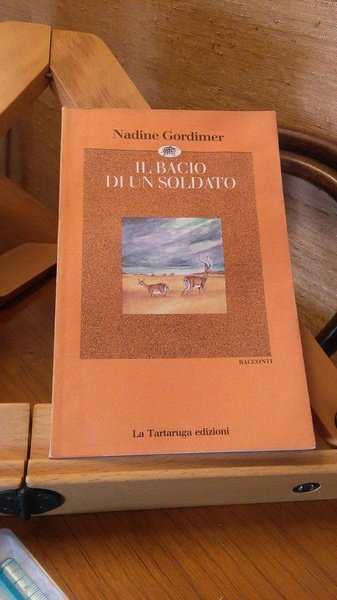 Nadine Gordimer
IL BACIO
DI UN SOLDATO
RACCONTI
La Tartaruga edizioni